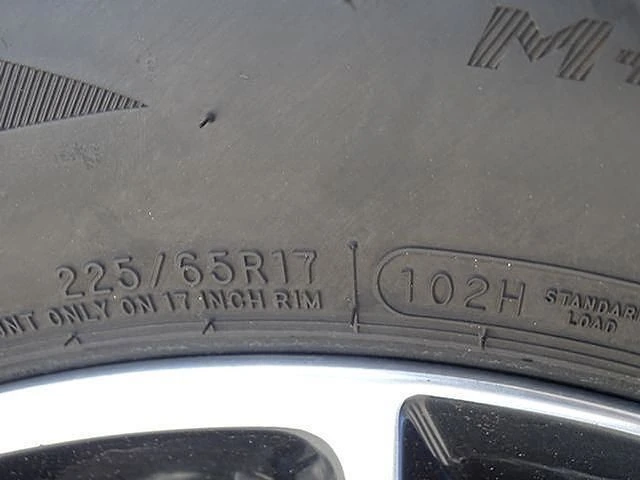 M+
225/65R17
ONLY ON 17 INCH RIM
102H
STANDARD
LOAD